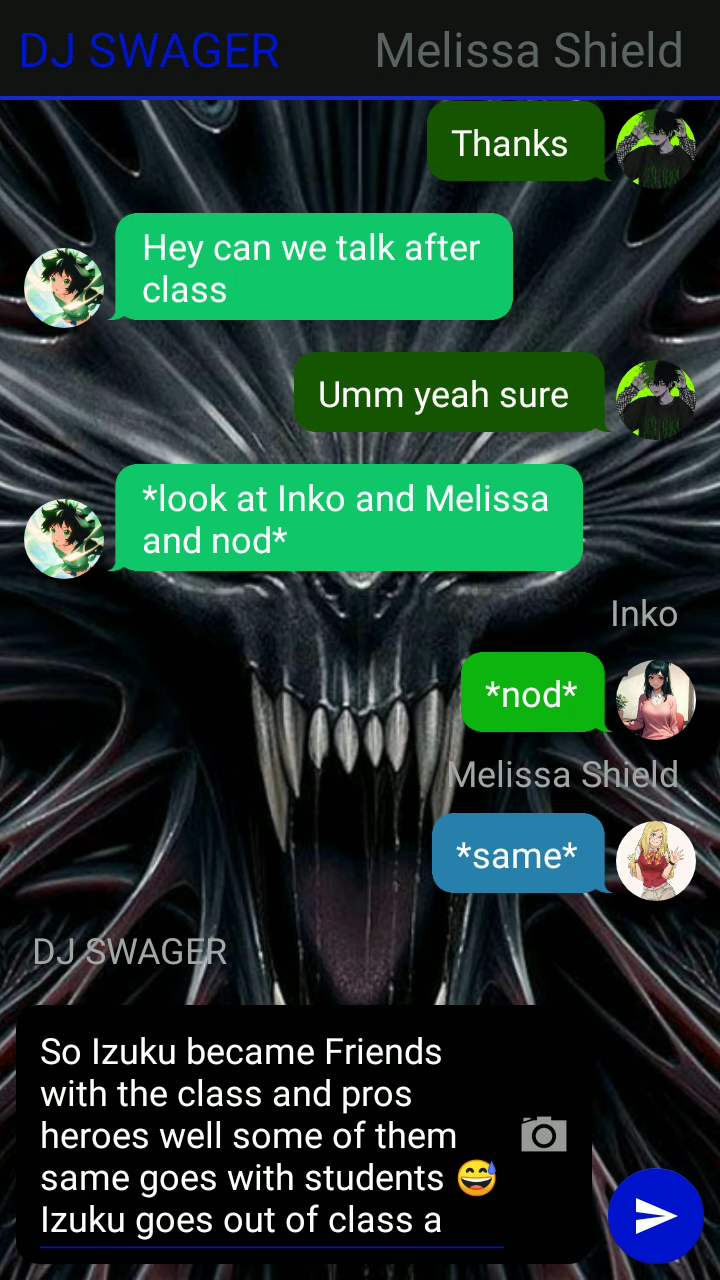 DJ SWAGER Melissa Shield
Thanks
Hey can we talk after
class
Umm yeah sure
*look at Inko and Melissa
and nod*
Inko
*nod*
Melissa Shield
*same*
DJ SWAGER
So Izuku became Friends
with the class and pros
heroes well some of them
same goes with students 😅
Izuku goes out of class a